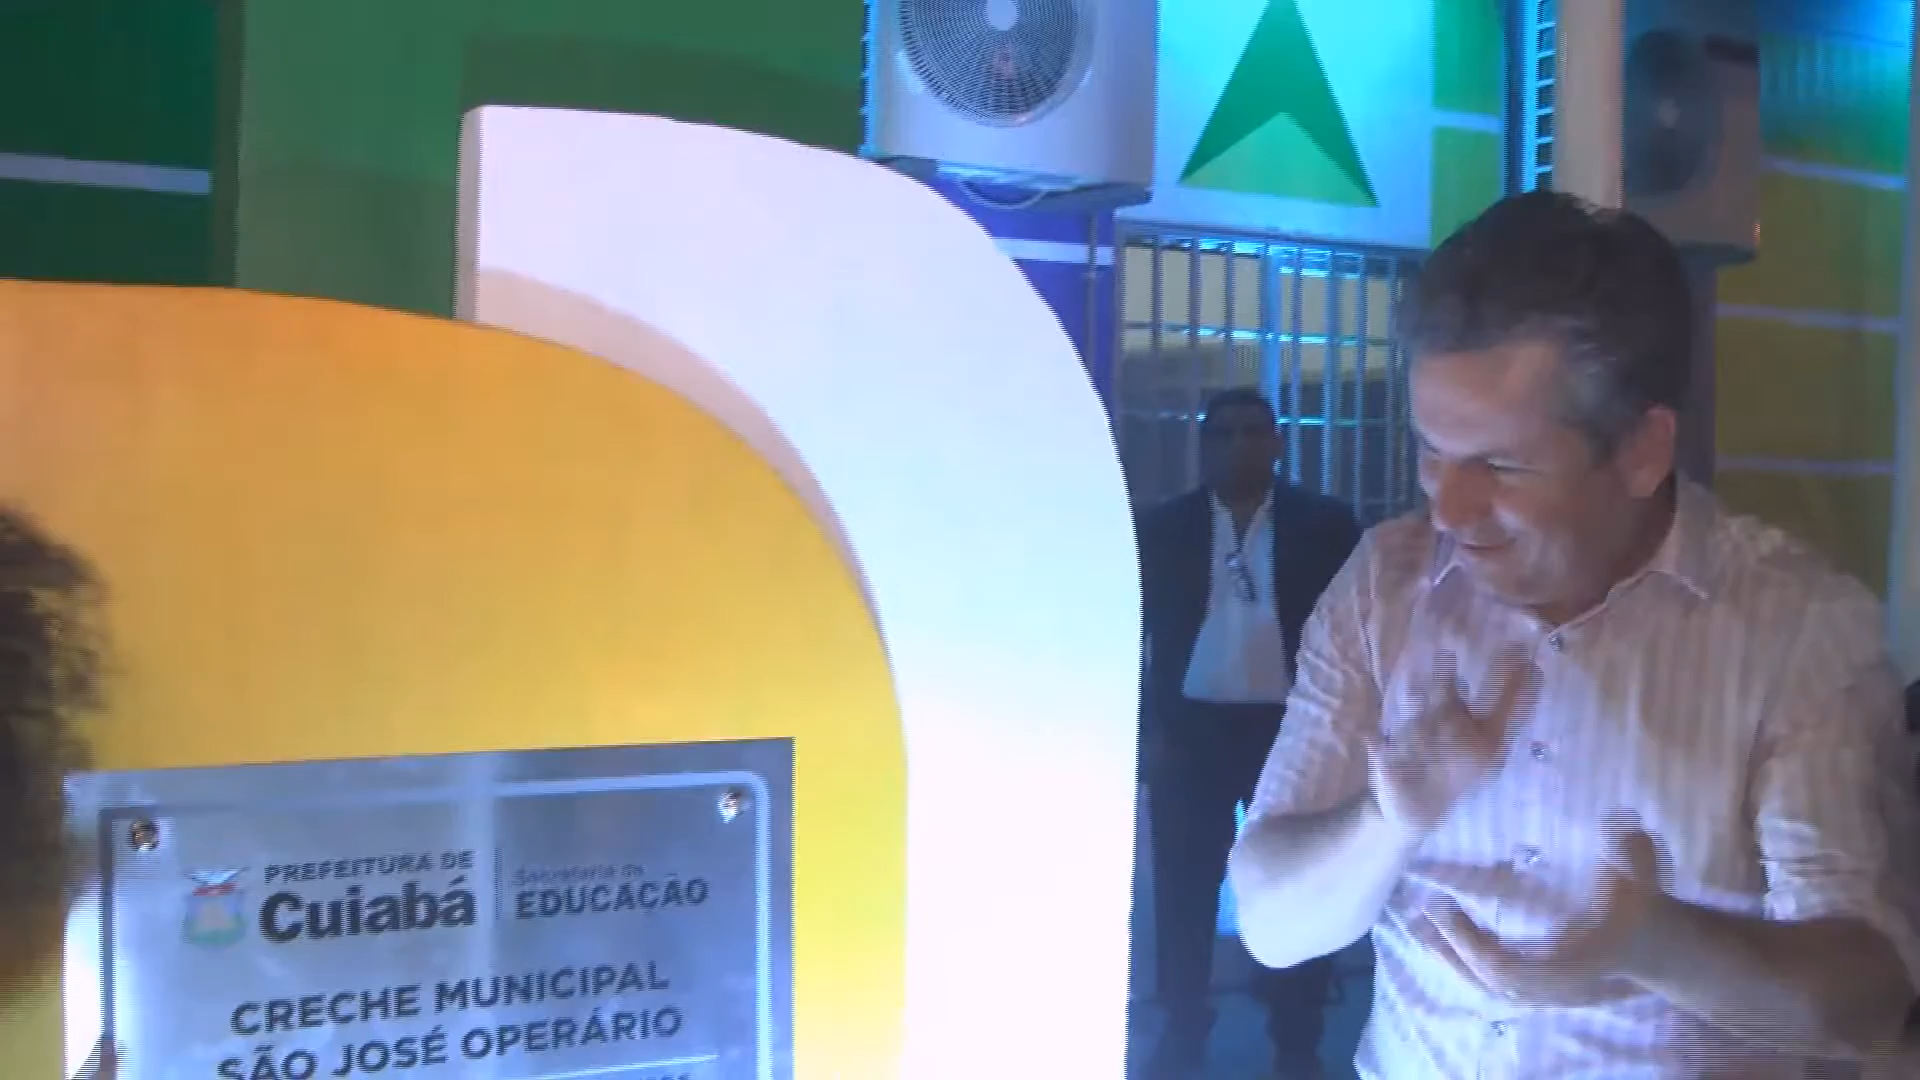 PREFEITURA DE
Cuiabá
Secretaria de
EDUCAÇÃO
CRECHE MUNICIPAL
SÃO JOSÉ OPERÁRIO